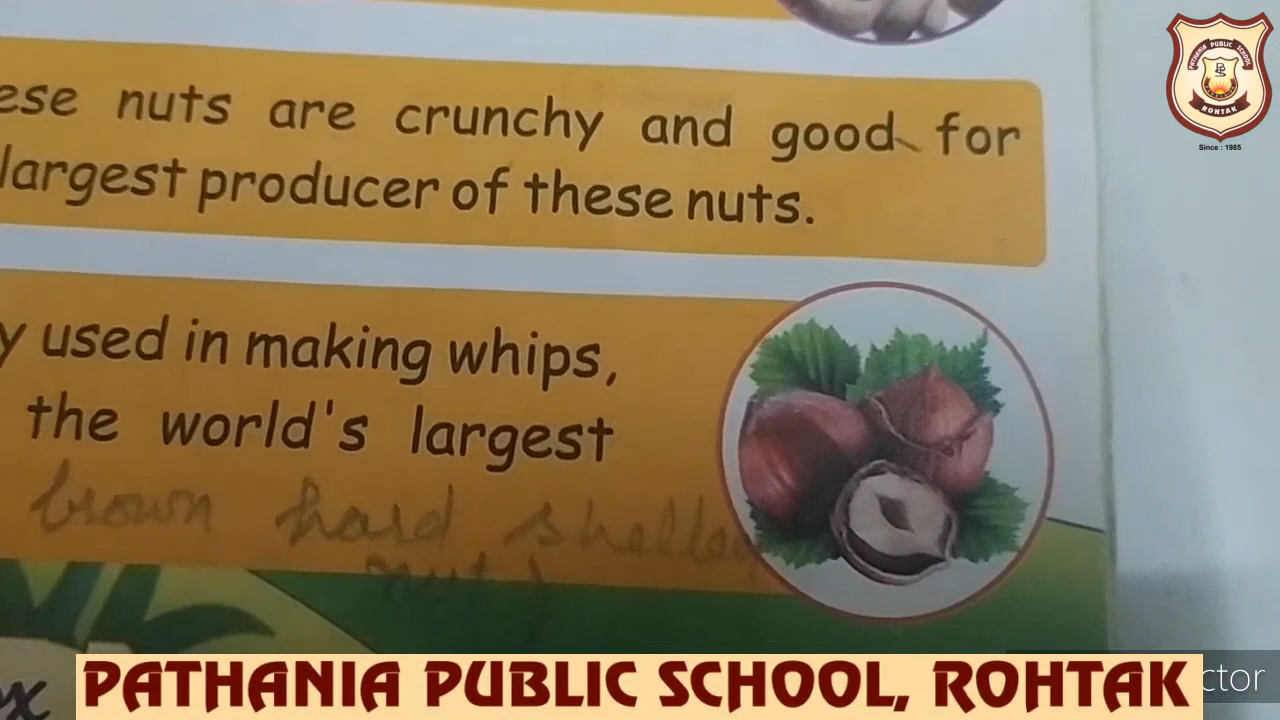 ese nuts are crunchy and good for
largest producer of these nuts.
y used in making whips,
the world's largest
brown hard shelled
nut
PATHANIA PUBLIC SCHOOL
ROHTAK
Since : 1985
PATHANIA PUBLIC SCHOOL, ROHTAK
ctor